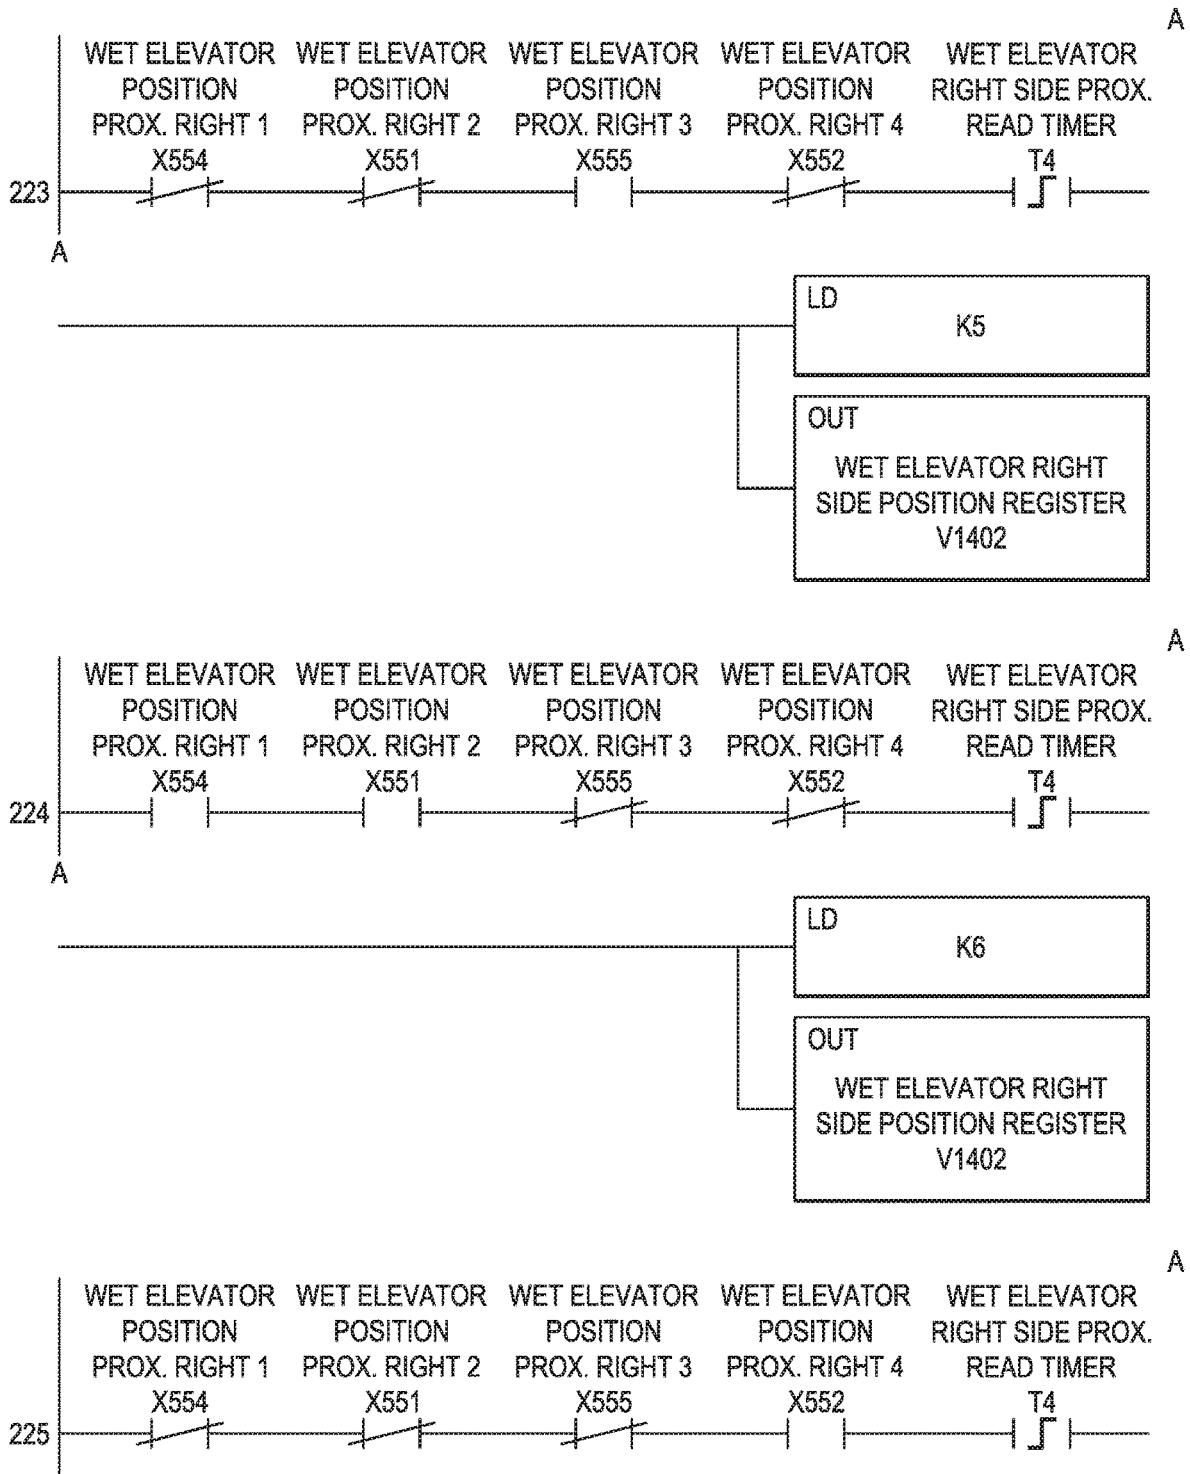 A
WET ELEVATOR POSITION PROX. RIGHT 1 X554
WET ELEVATOR POSITION PROX. RIGHT 2 X551
WET ELEVATOR POSITION PROX. RIGHT 3 X555
WET ELEVATOR POSITION PROX. RIGHT 4 X552
WET ELEVATOR RIGHT SIDE PROX. READ TIMER T4
223
A
LD
K5
OUT
WET ELEVATOR RIGHT
SIDE POSITION REGISTER
V1402
A
WET ELEVATOR POSITION PROX. RIGHT 1 X554
WET ELEVATOR POSITION PROX. RIGHT 2 X551
WET ELEVATOR POSITION PROX. RIGHT 3 X555
WET ELEVATOR POSITION PROX. RIGHT 4 X552
WET ELEVATOR RIGHT SIDE PROX. READ TIMER T4
224
A
LD
K6
OUT
WET ELEVATOR RIGHT
SIDE POSITION REGISTER
V1402
A
WET ELEVATOR POSITION PROX. RIGHT 1 X554
WET ELEVATOR POSITION PROX. RIGHT 2 X551
WET ELEVATOR POSITION PROX. RIGHT 3 X555
WET ELEVATOR POSITION PROX. RIGHT 4 X552
WET ELEVATOR RIGHT SIDE PROX. READ TIMER T4
225